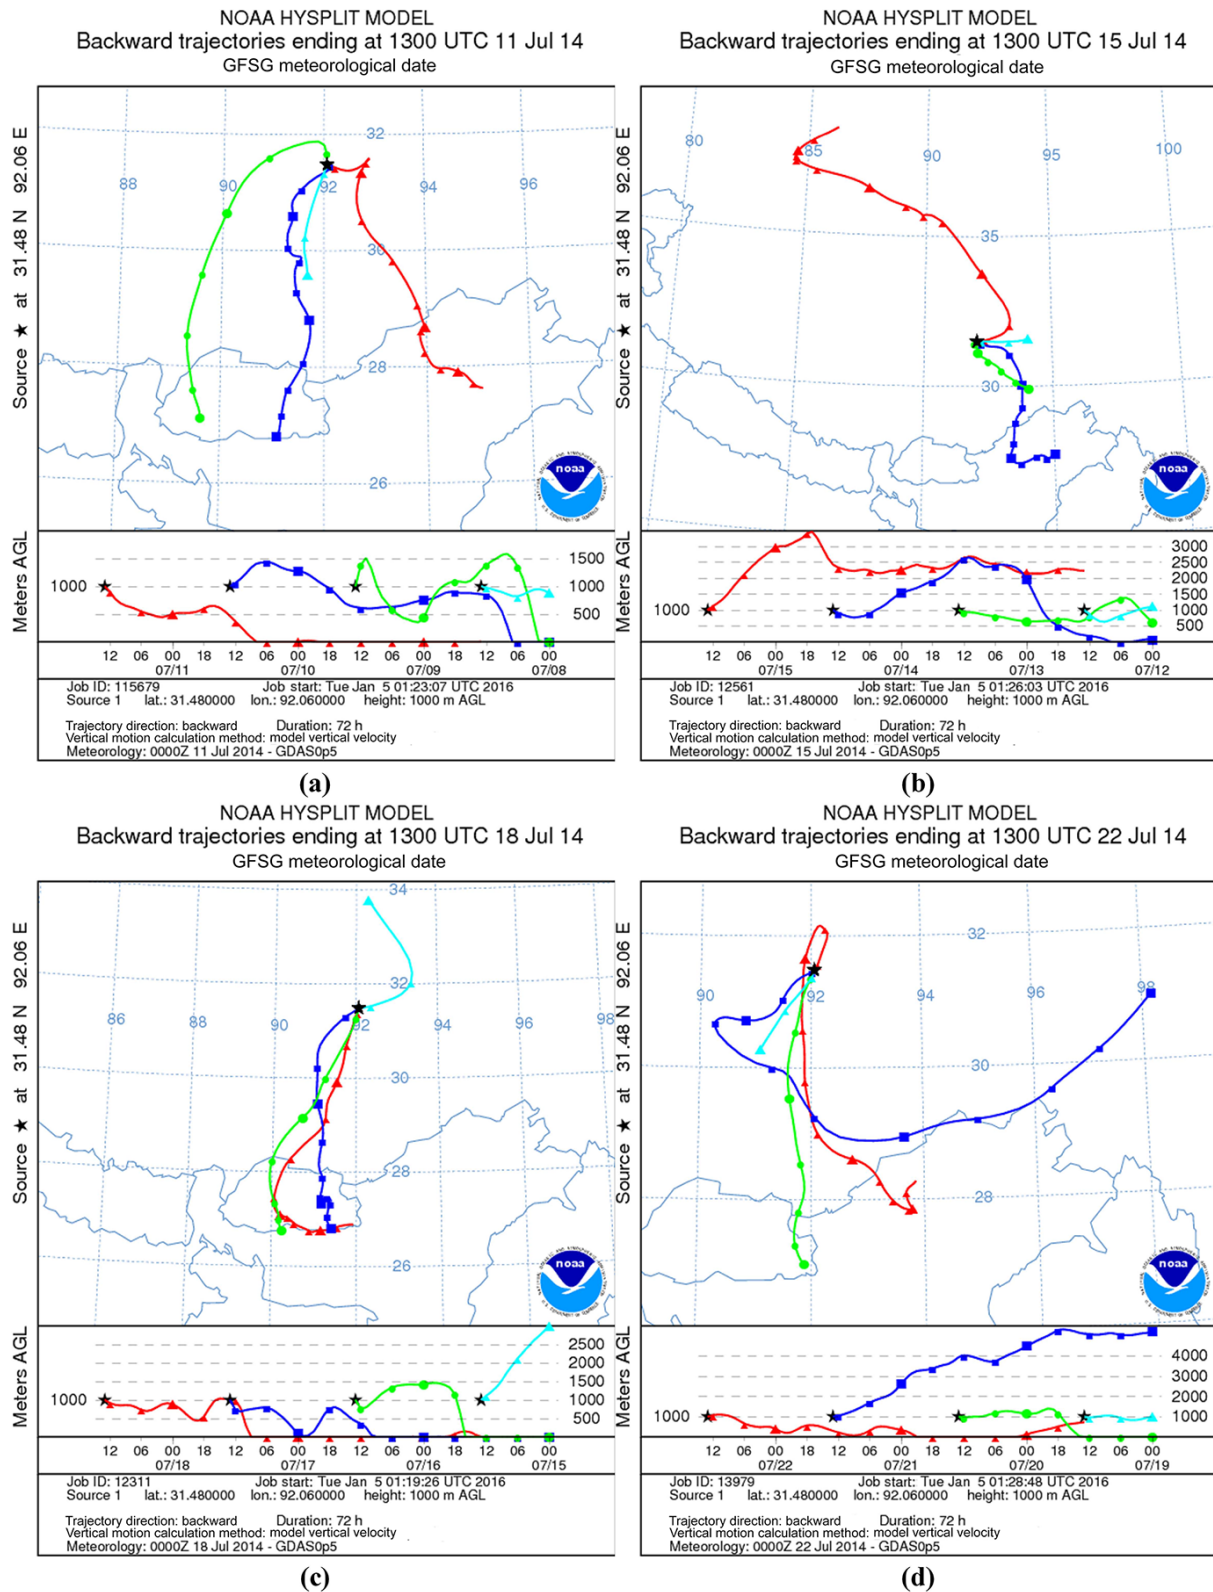 NOAA HYSPLIT MODEL
Backward trajectories ending at 1300 UTC 11 Jul 14
GFSG meteorological date
Source ★ at 31.48 N 92.06 E
32
88 90 92 94 96
30
28
26
noaa
Meters AGL
1500
1000 1000
500
12 06 00 18 12 06 00 18 12 06 00 18 12 06 00
07/11 07/10 07/09 07/08
Job ID: 115679 Job start: Tue Jan 5 01:23:07 UTC 2016
Source 1 lat.: 31.480000 lon.: 92.060000 height: 1000 m AGL
Trajectory direction: backward Duration: 72 h
Vertical motion calculation method: model vertical velocity
Meteorology: 0000Z 11 Jul 2014 - GDAS0p5
(a)
NOAA HYSPLIT MODEL
Backward trajectories ending at 1300 UTC 15 Jul 14
GFSG meteorological date
Source ★ at 31.48 N 92.06 E
80 85 90 95 100
35
30
noaa
Meters AGL
3000
2500
2000
1500
1000 1000
500
12 06 00 18 12 06 00 18 12 06 00 18 12 06 00
07/15 07/14 07/13 07/12
Job ID: 12561 Job start: Tue Jan 5 01:26:03 UTC 2016
Source 1 lat.: 31.480000 lon.: 92.060000 height: 1000 m AGL
Trajectory direction: backward Duration: 72 h
Vertical motion calculation method: model vertical velocity
Meteorology: 0000Z 15 Jul 2014 - GDAS0p5
(b)
NOAA HYSPLIT MODEL
Backward trajectories ending at 1300 UTC 18 Jul 14
GFSG meteorological date
Source ★ at 31.48 N 92.06 E
34
32
86 88 90 92 94 96 98
30
28
26
noaa
Meters AGL
2500
2000
1500
1000 1000
500
12 06 00 18 12 06 00 18 12 06 00 18 12 06 00
07/18 07/17 07/16 07/15
Job ID: 12311 Job start: Tue Jan 5 01:19:26 UTC 2016
Source 1 lat.: 31.480000 lon.: 92.060000 height: 1000 m AGL
Trajectory direction: backward Duration: 72 h
Vertical motion calculation method: model vertical velocity
Meteorology: 0000Z 18 Jul 2014 - GDAS0p5
(c)
NOAA HYSPLIT MODEL
Backward trajectories ending at 1300 UTC 22 Jul 14
GFSG meteorological date
Source ★ at 31.48 N 92.06 E
32
90 92 94 96 98
30
28
noaa
Meters AGL
4000
3000
2000
1000 1000
12 06 00 18 12 06 00 18 12 06 00 18 12 06 00
07/22 07/21 07/20 07/19
Job ID: 13979 Job start: Tue Jan 5 01:28:48 UTC 2016
Source 1 lat.: 31.480000 lon.: 92.060000 height: 1000 m AGL
Trajectory direction: backward Duration: 72 h
Vertical motion calculation method: model vertical velocity
Meteorology: 0000Z 22 Jul 2014 - GDAS0p5
(d)